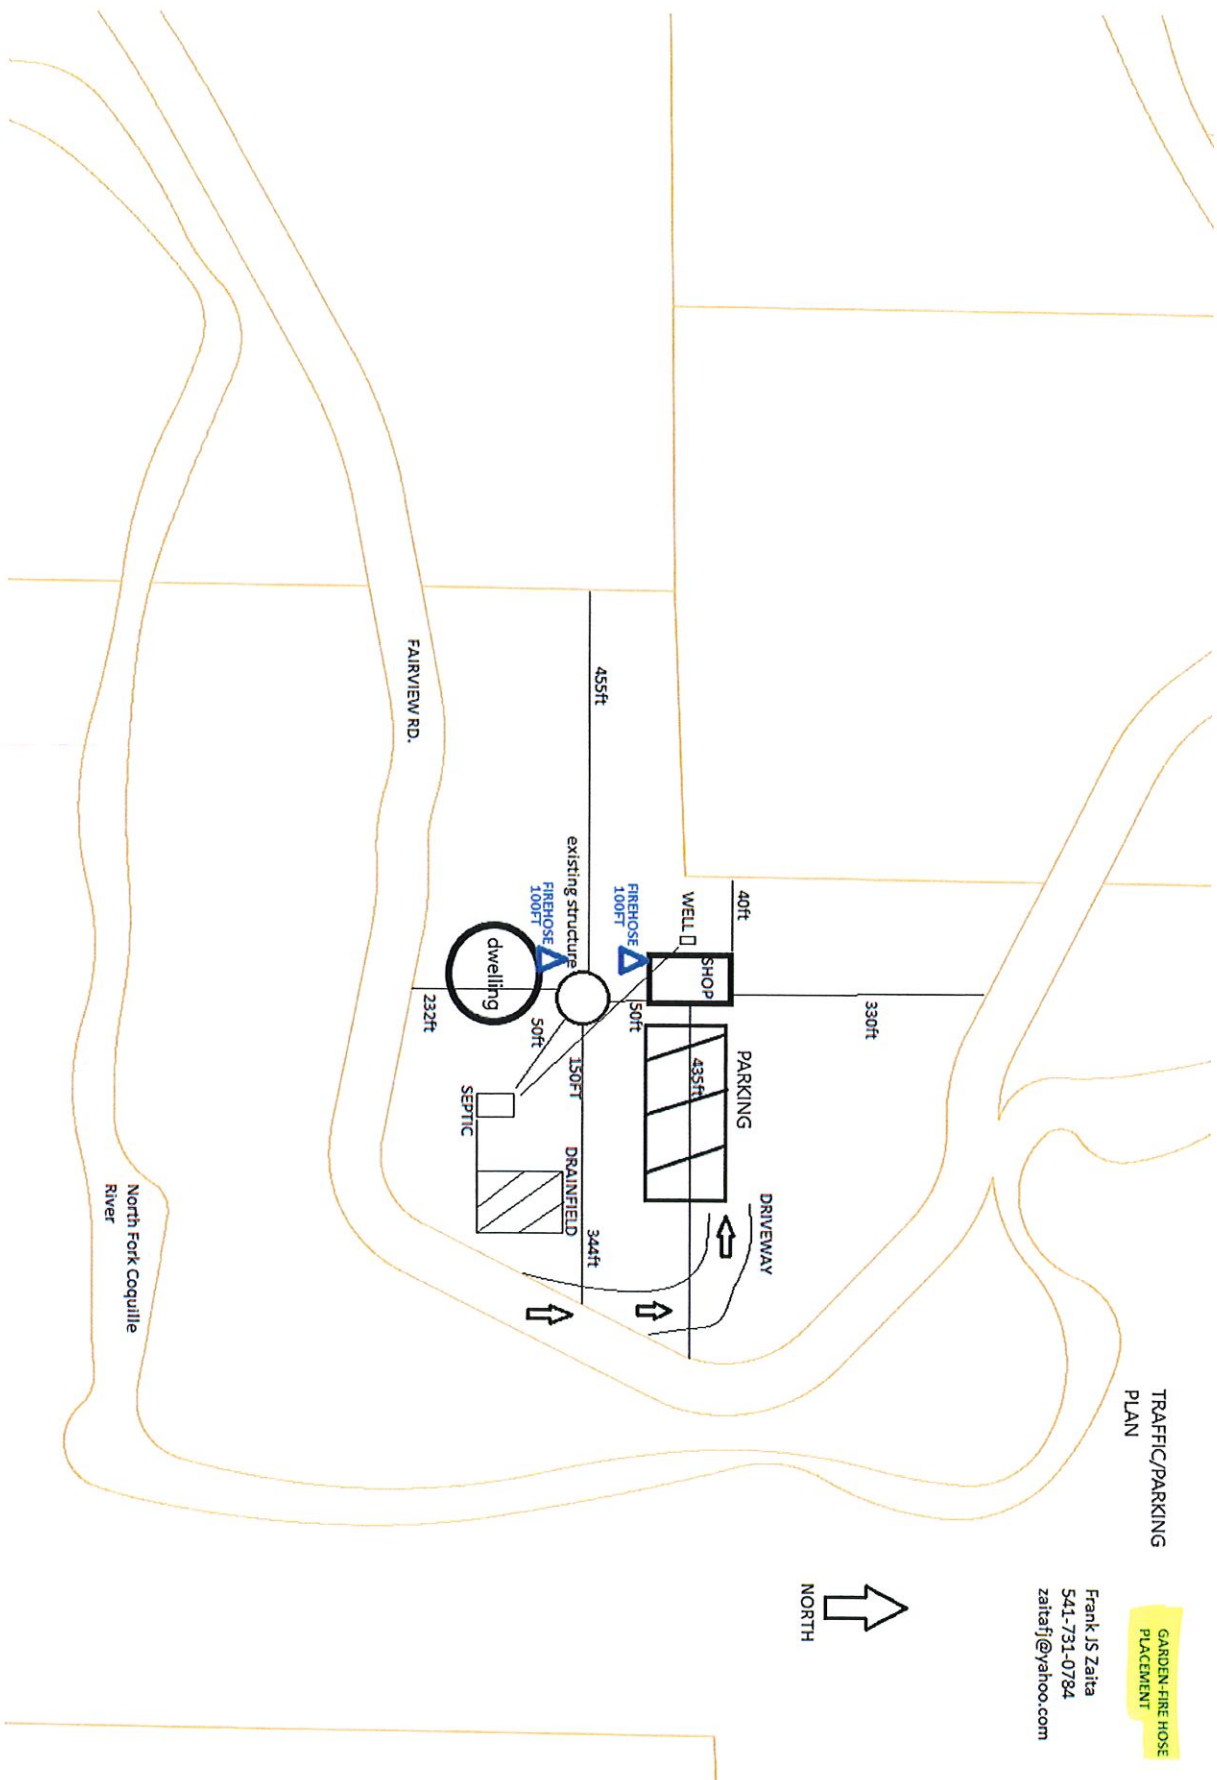 GARDEN-FIRE HOSE
PLACEMENT
Frank JS Zaita
541-731-0784
zaitafj@yahoo.com
TRAFFIC/PARKING
PLAN
NORTH
330ft
40ft
SHOP
WELL
PARKING
435ft
DRIVEWAY
FIREHOSE
100FT
50ft
455ft
existing structure
FIREHOSE
100FT
150FT
344ft
50ft
dwelling
DRAINFIELD
SEPTIC
232ft
FAIRVIEW RD.
North Fork Coquille
River